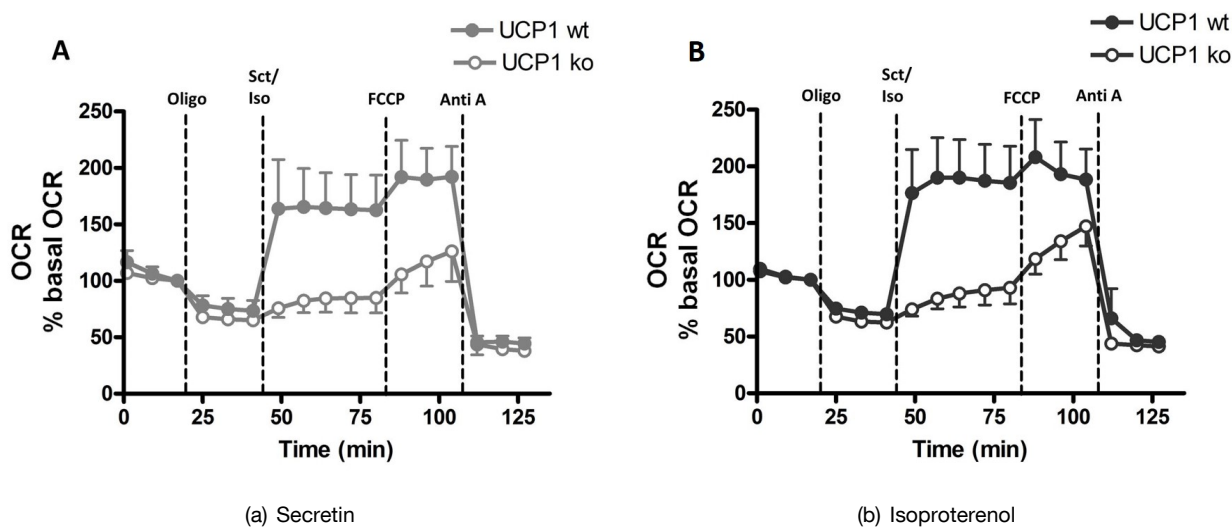 A
UCP1 wt
UCP1 ko
Oligo
Sct/
Iso
FCCP
Anti A
250
200
150
100
50
0
OCR
% basal OCR
0 25 50 75 100 125
Time (min)
(a) Secretin
B
UCP1 wt
UCP1 ko
Oligo
Sct/
Iso
FCCP
Anti A
250
200
150
100
50
0
OCR
% basal OCR
0 25 50 75 100 125
Time (min)
(b) Isoproterenol